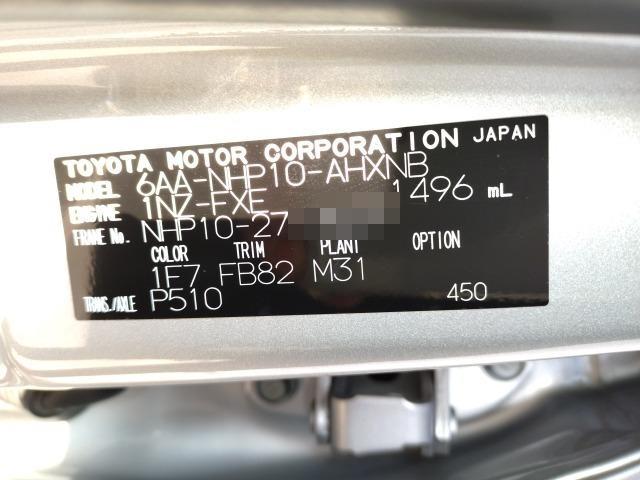 TOYOTA MOTOR CORPORATION JAPAN
MODEL 6AA-NHP10-AHXNB
ENGINE 1NZ-FXE 1496 mL
FRAME No. NHP10-27
COLOR TRIM PLANT OPTION
1F7 FB82 M31
TRANS./AXLE P510 450